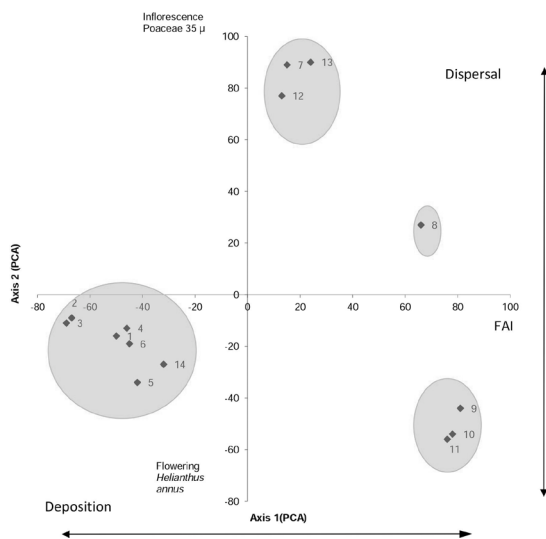 Inflorescence
Poaceae 35 µ
100
7 13
Dispersal
80
12
60
40
8
20
Axis 2 (PCA)
0
-80 -60 -40 -20 0 20 40 60 80 100
2
3 4
1
6
FAI
-20
14
5
-40
9
10
11
-60
Flowering
Helianthus
annus
-80
Deposition
Axis 1(PCA)